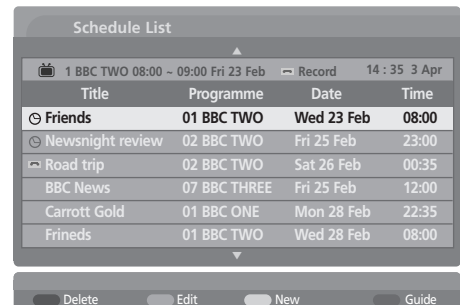 Schedule List
1 BBC TWO 08:00 ~ 09:00 Fri 23 Feb Record 14 : 35 3 Apr
Title Programme Date Time
Friends 01 BBC TWO Wed 23 Feb 08:00
Newsnight review 02 BBC TWO Fri 25 Feb 23:00
Road trip 02 BBC TWO Sat 26 Feb 00:35
BBC News 07 BBC THREE Fri 25 Feb 12:00
Carrott Gold 01 BBC ONE Mon 28 Feb 22:35
Frineds 01 BBC TWO Wed 28 Feb 08:00
Delete Edit New Guide